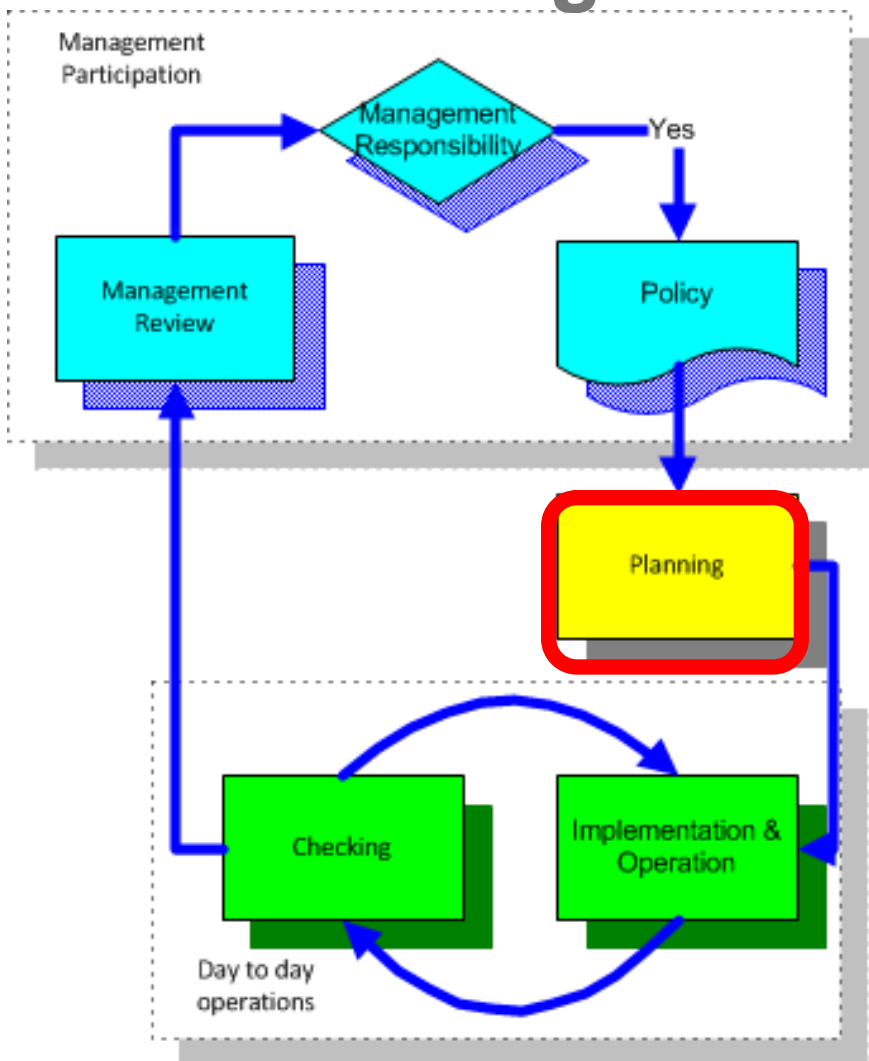 Management
Participation
Management
Responsibility
Yes
Management
Review
Policy
Planning
Checking
Implementation &
Operation
Day to day
operations